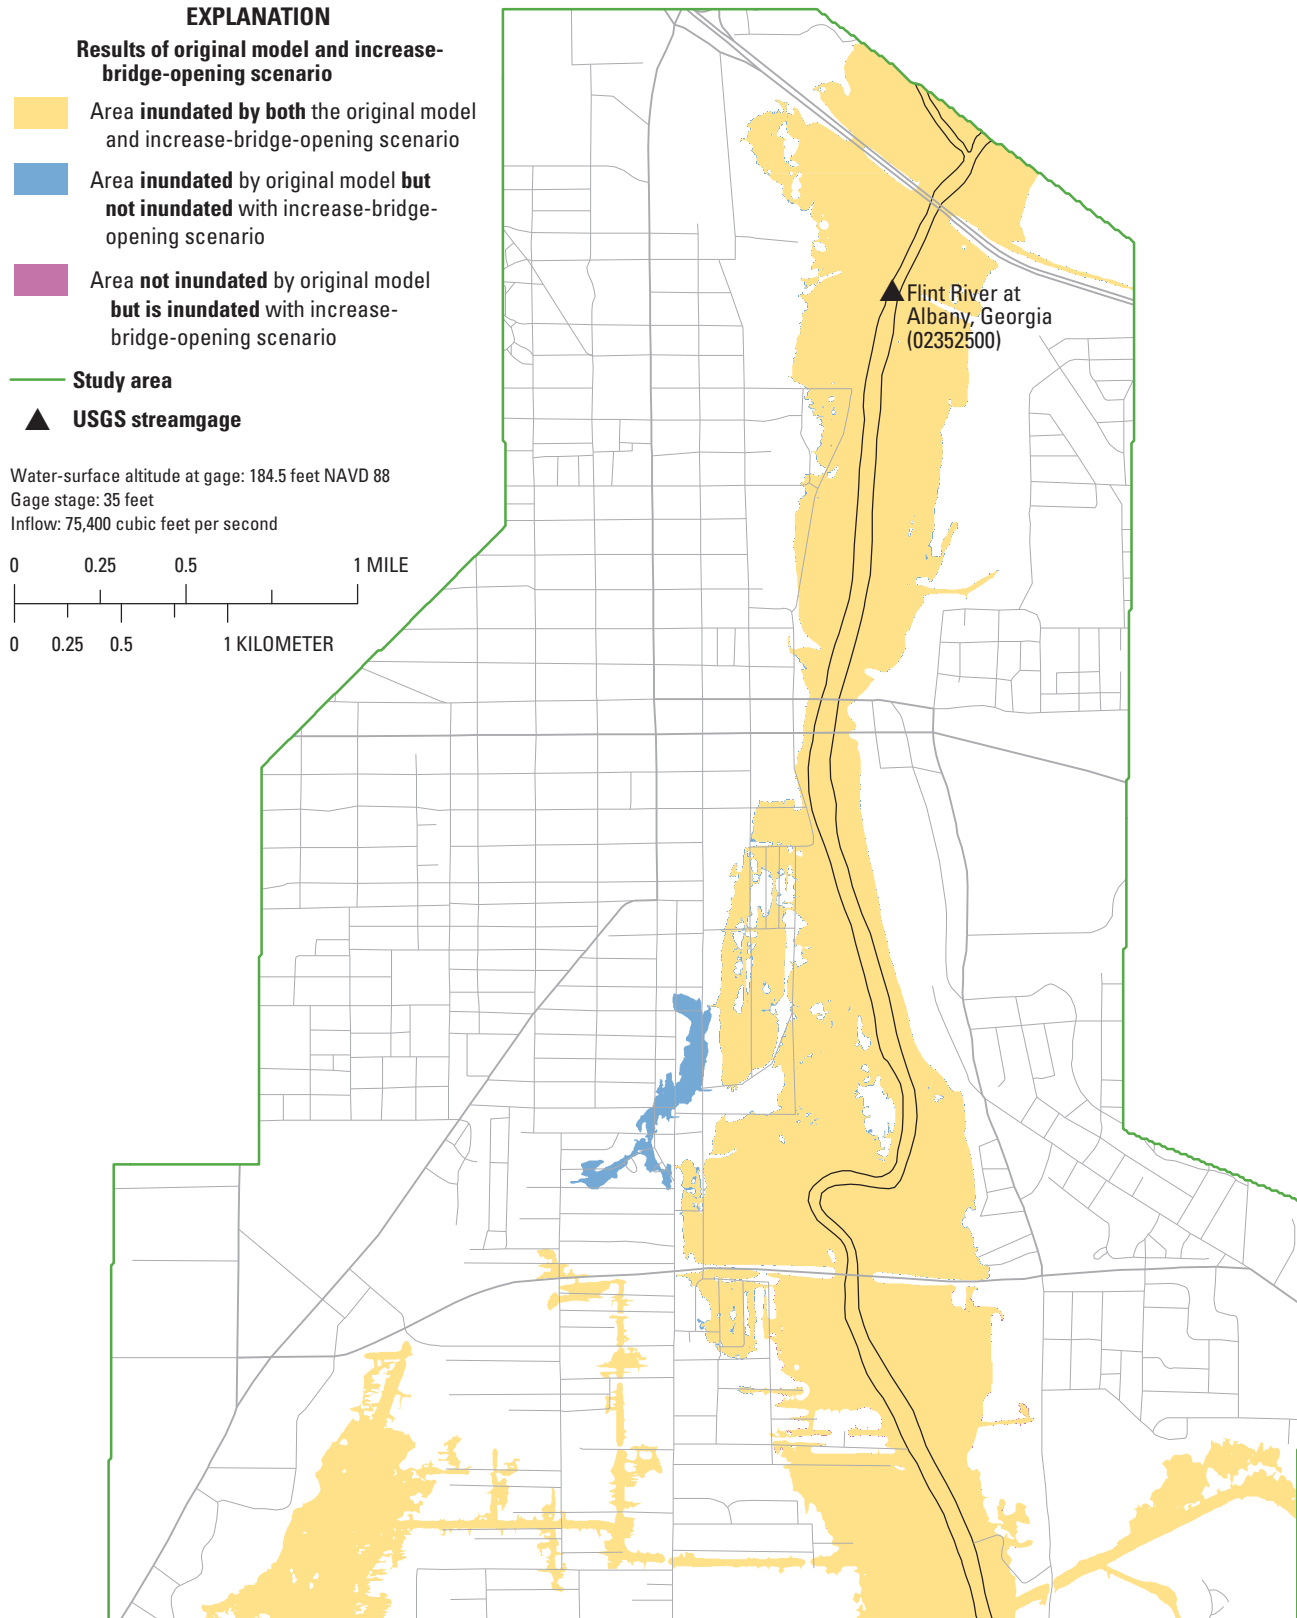 EXPLANATION
Results of original model and increase-
bridge-opening scenario
Area inundated by both the original model
and increase-bridge-opening scenario
Area inundated by original model but
not inundated with increase-bridge-
opening scenario
Area not inundated by original model
but is inundated with increase-
bridge-opening scenario
Study area
USGS streamgage
Water-surface altitude at gage: 184.5 feet NAVD 88
Gage stage: 35 feet
Inflow: 75,400 cubic feet per second
0 0.25 0.5 1 MILE
0 0.25 0.5 1 KILOMETER
Flint River at
Albany, Georgia
(02352500)